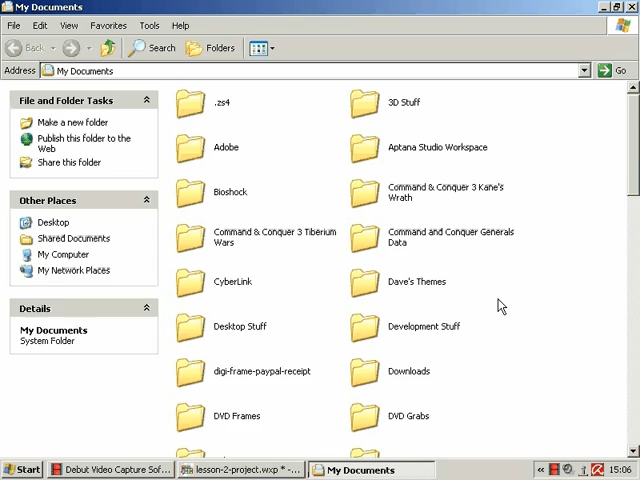 My Documents
File Edit View Favorites Tools Help
Back Search Folders
Address My Documents Go
File and Folder Tasks
Make a new folder
Publish this folder to the
Web
Share this folder
Other Places
Desktop
Shared Documents
My Computer
My Network Places
Details
My Documents
System Folder
.zs4
3D Stuff
Adobe
Aptana Studio Workspace
Bioshock
Command & Conquer 3 Kane's
Wrath
Command & Conquer 3 Tiberium
Wars
Command and Conquer Generals
Data
CyberLink
Dave's Themes
Desktop Stuff
Development Stuff
digi-frame-paypal-receipt
Downloads
DVD Frames
DVD Grabs
Start Debut Video Capture Sof... lesson-2-project.wxp * -... My Documents « 15:06